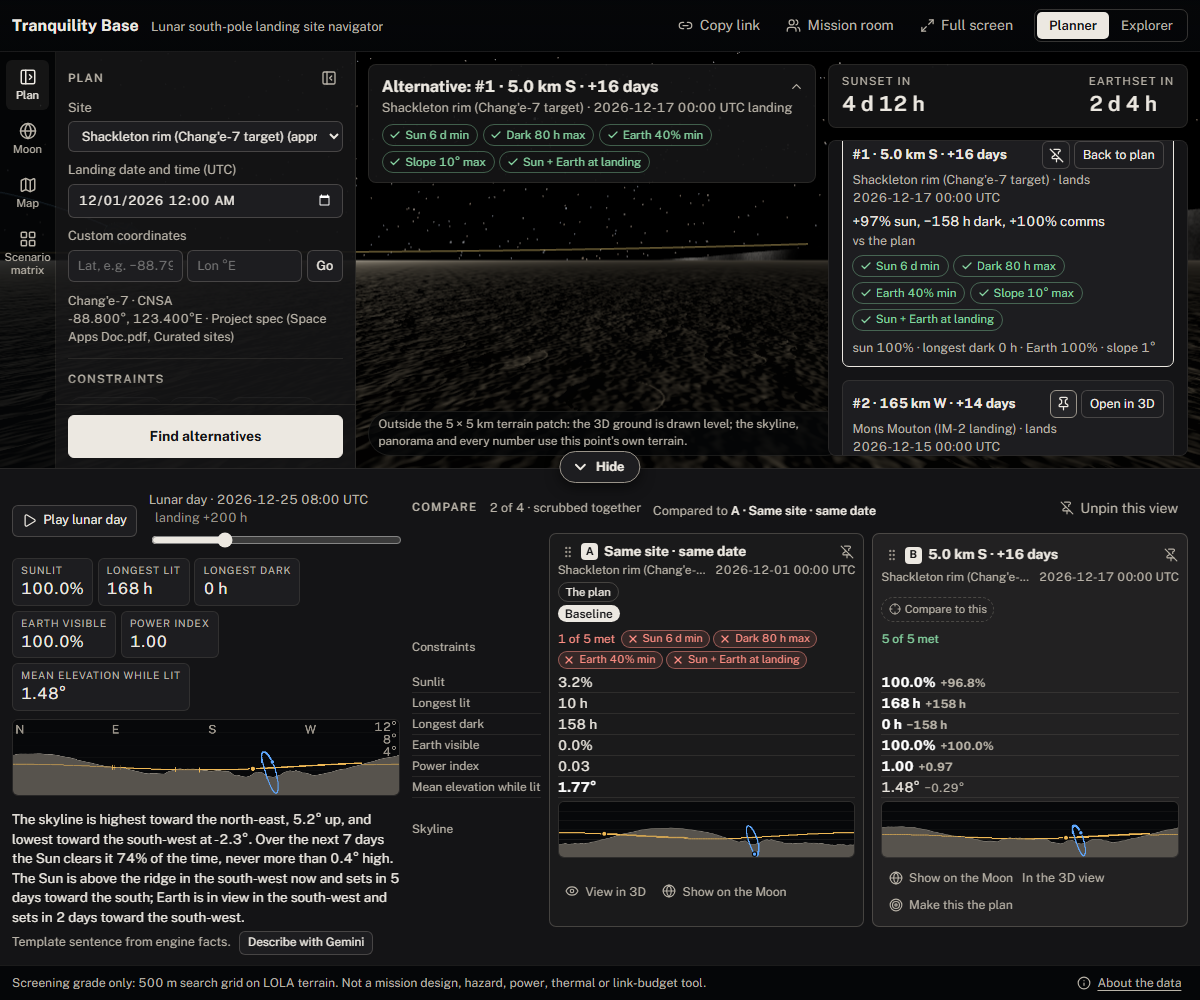 Tranquility Base Lunar south-pole landing site navigator Copy link Mission room Full screen Planner Explorer
Plan
Moon
Map
Scenario
matrix
PLAN
Site
Shackleton rim (Chang'e-7 target) (appr
Landing date and time (UTC)
12/01/2026 12:00 AM
Custom coordinates
Lat, e.g. −88.79 Lon °E Go
Chang'e-7 · CNSA
-88.800°, 123.400°E · Project spec (Space
Apps Doc.pdf, Curated sites)
CONSTRAINTS
Find alternatives
Alternative: #1 · 5.0 km S · +16 days
Shackleton rim (Chang'e-7 target) · 2026-12-17 00:00 UTC landing
Sun 6 d min Dark 80 h max Earth 40% min
Slope 10° max Sun + Earth at landing
Outside the 5 × 5 km terrain patch: the 3D ground is drawn level; the skyline,
panorama and every number use this point's own terrain.
SUNSET IN EARTHSET IN
4 d 12 h 2 d 4 h
#1 · 5.0 km S · +16 days Back to plan
Shackleton rim (Chang'e-7 target) · lands
2026-12-17 00:00 UTC
+97% sun, −158 h dark, +100% comms
vs the plan
Sun 6 d min Dark 80 h max
Earth 40% min Slope 10° max
Sun + Earth at landing
sun 100% · longest dark 0 h · Earth 100% · slope 1°
#2 · 165 km W · +14 days Open in 3D
Mons Mouton (IM-2 landing) · lands
2026-12-15 00:00 UTC
Hide
Play lunar day
Lunar day · 2026-12-25 08:00 UTC
landing +200 h
SUNLIT LONGEST LIT LONGEST DARK
100.0% 168 h 0 h
EARTH VISIBLE POWER INDEX
100.0% 1.00
MEAN ELEVATION WHILE LIT
1.48°
N E S W 12°
8°
4°
The skyline is highest toward the north-east, 5.2° up, and
lowest toward the south-west at -2.3°. Over the next 7 days
the Sun clears it 74% of the time, never more than 0.4° high.
The Sun is above the ridge in the south-west now and sets in 5
days toward the south; Earth is in view in the south-west and
sets in 2 days toward the south-west.
Template sentence from engine facts. Describe with Gemini
COMPARE 2 of 4 · scrubbed together Compared to A · Same site · same date Unpin this view
Constraints
Sunlit
Longest lit
Longest dark
Earth visible
Power index
Mean elevation while lit
Skyline
A Same site · same date
Shackleton rim (Chang'e-... 2026-12-01 00:00 UTC
The plan
Baseline
1 of 5 met Sun 6 d min Dark 80 h max
Earth 40% min Sun + Earth at landing
3.2%
10 h
158 h
0.0%
0.03
1.77°
View in 3D Show on the Moon
B 5.0 km S · +16 days
Shackleton rim (Chang'e-... 2026-12-17 00:00 UTC
Compare to this
5 of 5 met
100.0% +96.8%
168 h +158 h
0 h −158 h
100.0% +100.0%
1.00 +0.97
1.48° −0.29°
Show on the Moon In the 3D view
Make this the plan
Screening grade only: 500 m search grid on LOLA terrain. Not a mission design, hazard, power, thermal or link-budget tool. About the data